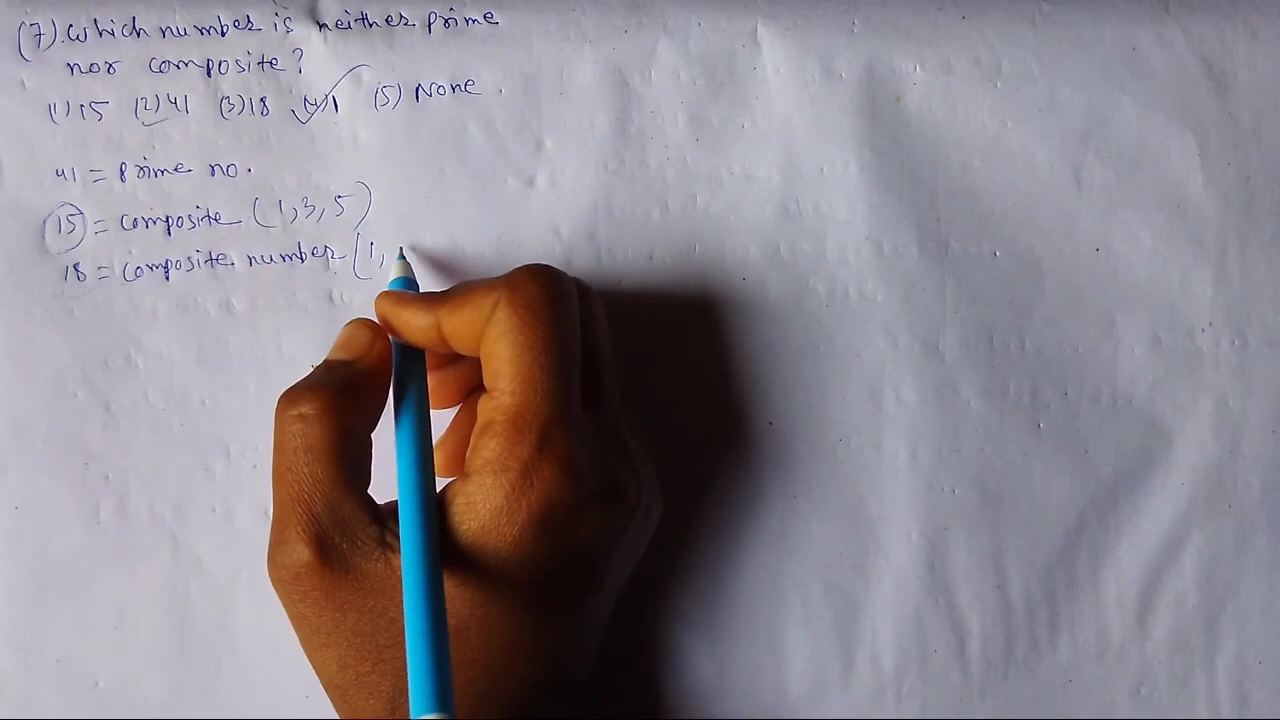 (7). Which number is neither prime
nor composite?
(1) 15 (2) 41 (3) 18 (4) 1 (5) None.
41 = Prime no.
15 = composite (1,3,5)
18 = composite number (1,